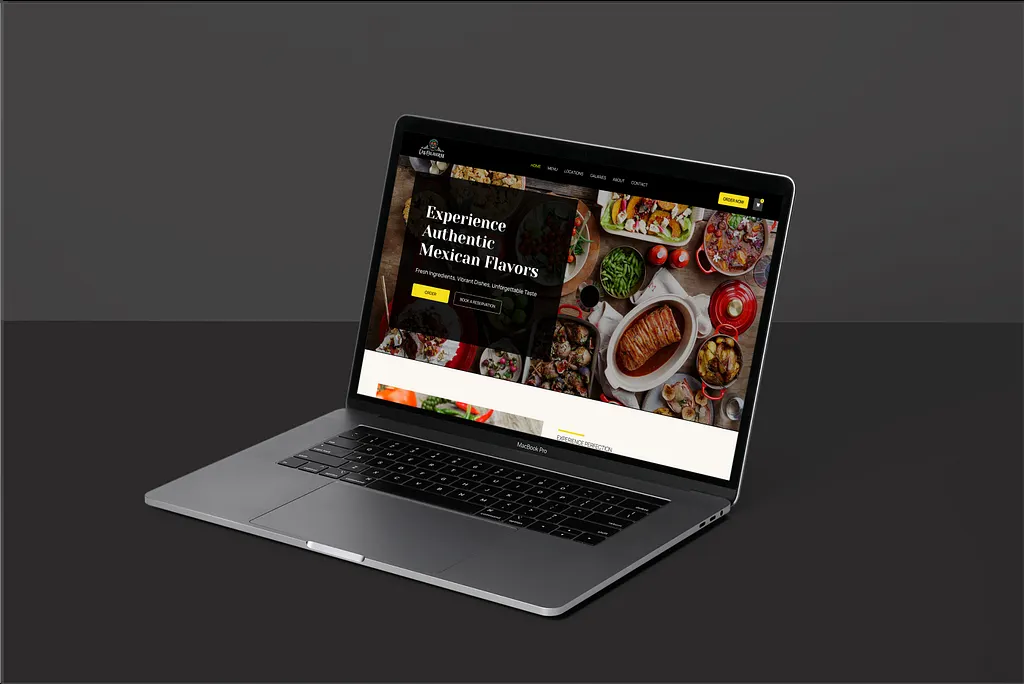 HOME MENU LOCATIONS GALLERIES ABOUT CONTACT
ORDER NOW
Experience
Authentic
Mexican Flavors
Fresh Ingredients, Vibrant Dishes, Unforgettable Taste
ORDER
BOOK A RESERVATION
EXPERIENCE PERFECTION
MacBook Pro